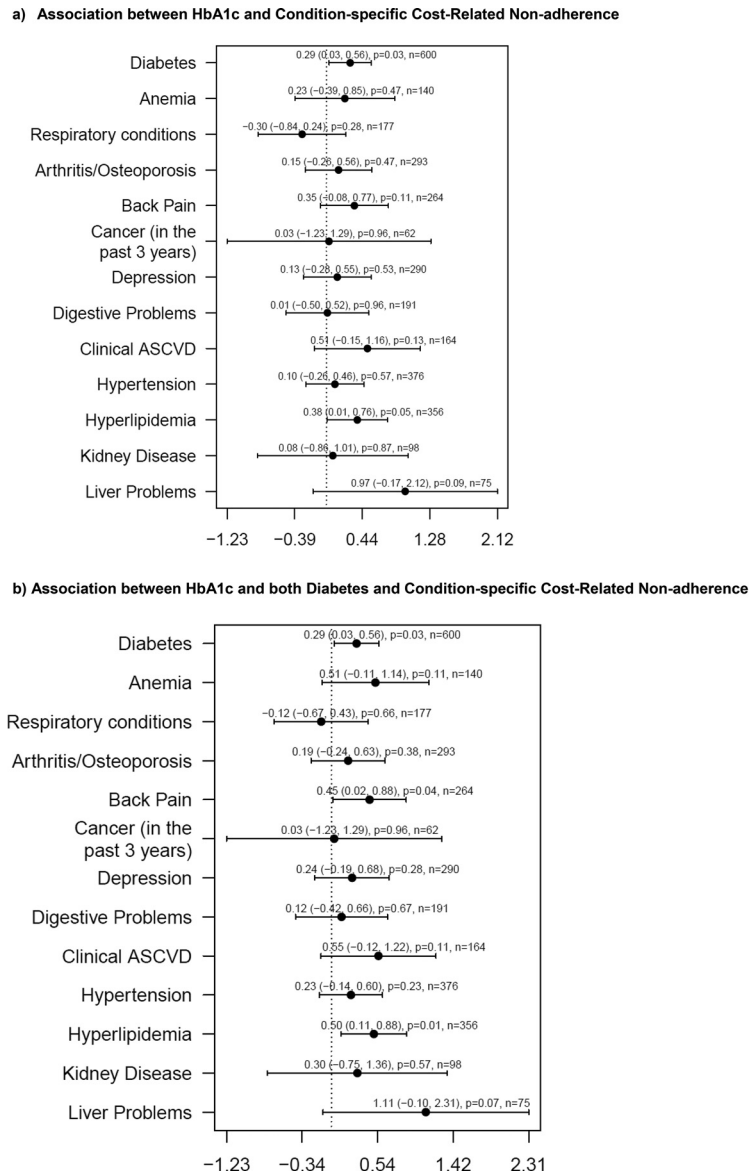 a) Association between HbA1c and Condition-specific Cost-Related Non-adherence
Diabetes
0.29 (0.03, 0.56), p=0.03, n=600
Anemia
0.23 (−0.39, 0.85), p=0.47, n=140
Respiratory conditions
−0.30 (−0.84, 0.24), p=0.28, n=177
Arthritis/Osteoporosis
0.15 (−0.26, 0.56), p=0.47, n=293
Back Pain
0.35 (−0.08, 0.77), p=0.11, n=264
Cancer (in the
past 3 years)
0.03 (−1.23, 1.29), p=0.96, n=62
Depression
0.13 (−0.28, 0.55), p=0.53, n=290
Digestive Problems
0.01 (−0.50, 0.52), p=0.96, n=191
Clinical ASCVD
0.51 (−0.15, 1.16), p=0.13, n=164
Hypertension
0.10 (−0.26, 0.46), p=0.57, n=376
Hyperlipidemia
0.38 (0.01, 0.76), p=0.05, n=356
Kidney Disease
0.08 (−0.86, 1.01), p=0.87, n=98
Liver Problems
0.97 (−0.17, 2.12), p=0.09, n=75
−1.23 −0.39 0.44 1.28 2.12
b) Association between HbA1c and both Diabetes and Condition-specific Cost-Related Non-adherence
Diabetes
0.29 (0.03, 0.56), p=0.03, n=600
Anemia
0.51 (−0.11, 1.14), p=0.11, n=140
Respiratory conditions
−0.12 (−0.67, 0.43), p=0.66, n=177
Arthritis/Osteoporosis
0.19 (−0.24, 0.63), p=0.38, n=293
Back Pain
0.45 (0.02, 0.88), p=0.04, n=264
Cancer (in the
past 3 years)
0.03 (−1.23, 1.29), p=0.96, n=62
Depression
0.24 (−0.19, 0.68), p=0.28, n=290
Digestive Problems
0.12 (−0.42, 0.66), p=0.67, n=191
Clinical ASCVD
0.55 (−0.12, 1.22), p=0.11, n=164
Hypertension
0.23 (−0.14, 0.60), p=0.23, n=376
Hyperlipidemia
0.50 (0.11, 0.88), p=0.01, n=356
Kidney Disease
0.30 (−0.75, 1.36), p=0.57, n=98
Liver Problems
1.11 (−0.10, 2.31), p=0.07, n=75
−1.23 −0.34 0.54 1.42 2.31